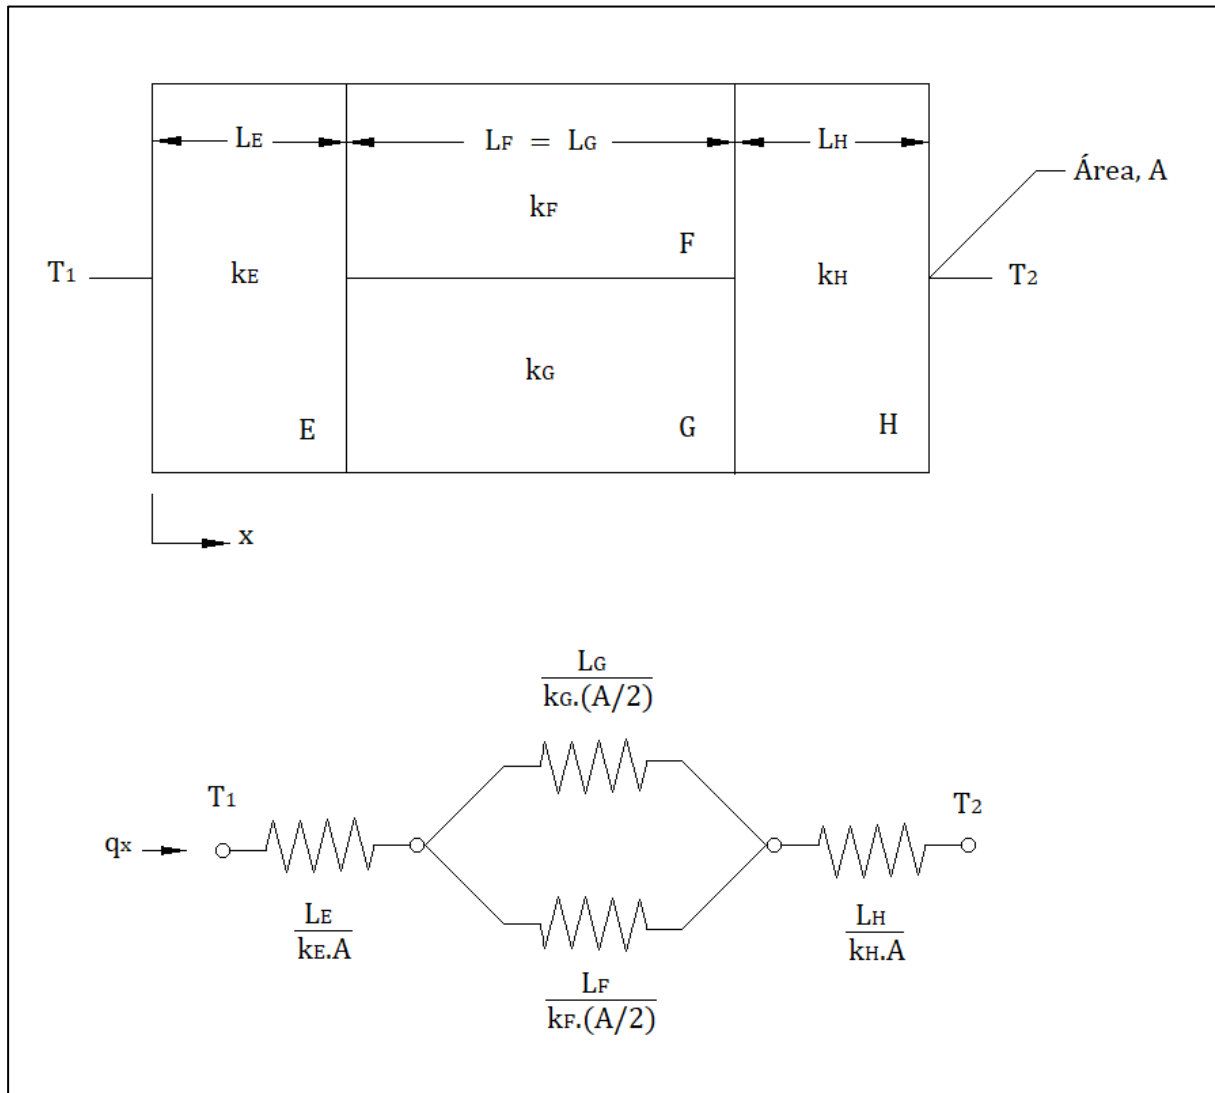 LE
LF = LG
LH
Área, A
kF
F
T1
kE
kH
T2
kG
E
G
H
x
LG
kG.(A/2)
T1
T2
qx
LE
kE.A
LH
kH.A
LF
kF.(A/2)